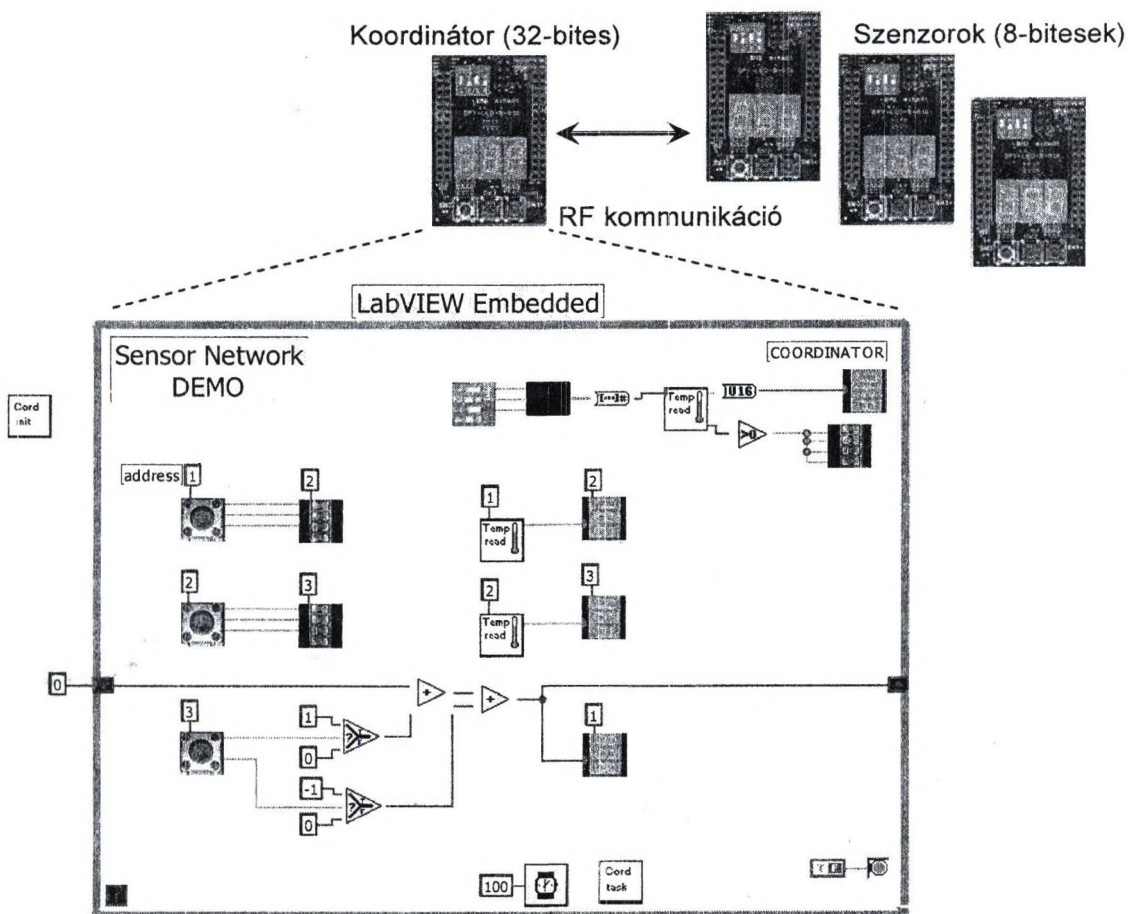 Koordinátor (32-bites)
Szenzorok (8-bitesek)
RF kommunikáció
LabVIEW Embedded
Sensor Network
DEMO
COORDINATOR
Cord
init
Temp
read
U16
>0
address
1
2
1
Temp
read
2
2
3
2
Temp
read
3
0
+
+
3
1
?
0
1
-1
?
0
100
Cord
task